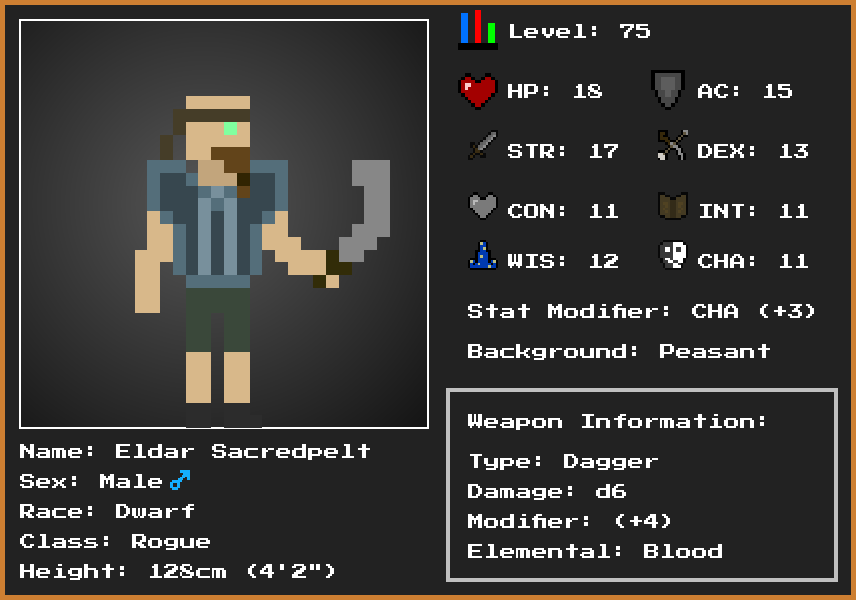 Level: 75
HP: 18 AC: 15
STR: 17 DEX: 13
CON: 11 INT: 11
WIS: 12 CHA: 11
Stat Modifier: CHA (+3)
Background: Peasant
Weapon Information:
Type: Dagger
Damage: d6
Modifier: (+4)
Elemental: Blood
Name: Eldar Sacredpelt
Sex: Male♂
Race: Dwarf
Class: Rogue
Height: 128cm (4'2")